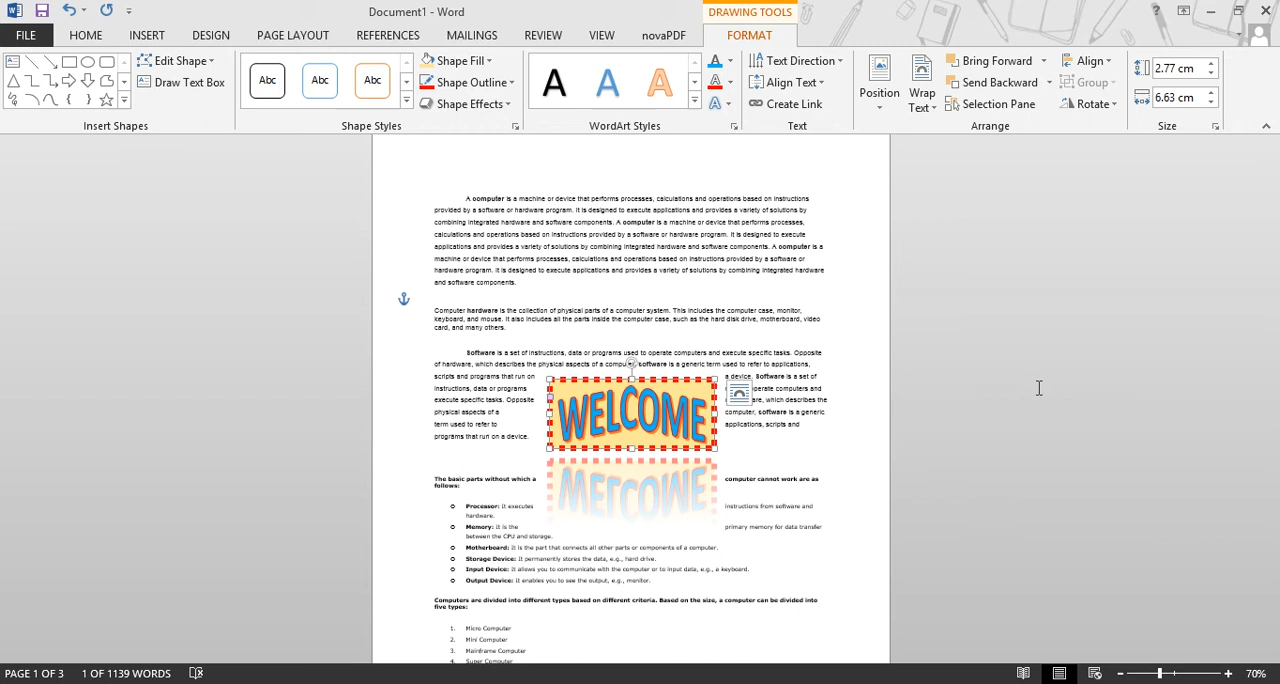 Document1 - Word
DRAWING TOOLS
?
FILE
HOME
INSERT
DESIGN
PAGE LAYOUT
REFERENCES
MAILINGS
REVIEW
VIEW
novaPDF
FORMAT
Edit Shape
Draw Text Box
Insert Shapes
Abc
Abc
Abc
Shape Fill
Shape Outline
Shape Effects
Shape Styles
A
A
A
WordArt Styles
Text Direction
Align Text
Create Link
Text
Position
Wrap
Text
Bring Forward
Send Backward
Selection Pane
Align
Group
Rotate
Arrange
2.77 cm
6.63 cm
Size
A computer is a machine or device that performs processes, calculations and operations based on instructions
provided by a software or hardware program. It is designed to execute applications and provides a variety of solutions by
combining integrated hardware and software components. A computer is a machine or device that performs processes,
calculations and operations based on instructions provided by a software or hardware program. It is designed to execute
applications and provides a variety of solutions by combining integrated hardware and software components. A computer is a
machine or device that performs processes, calculations and operations based on instructions provided by a software or
hardware program. It is designed to execute applications and provides a variety of solutions by combining integrated hardware
and software components.
Computer hardware is the collection of physical parts of a computer system. This includes the computer case, monitor,
keyboard, and mouse. It also includes all the parts inside the computer case, such as the hard disk drive, motherboard, video
card, and many others.
Software is a set of instructions, data or programs used to operate computers and execute specific tasks. Opposite
of hardware, which describes the physical aspects of a software is a generic term used to refer to applications,
scripts and programs that run on a device. Software is a set of
instructions, data or programs operate computers and
execute specific tasks. Opposite which describes the
physical aspects of a computer, software is a generic
term used to refer to applications, scripts and
programs that run on a device.
WELCOME
The basic parts without which a computer cannot work are as
follows:
Processor: It executes instructions from software and
hardware.
Memory: It is the primary memory for data transfer
between the CPU and storage.
Motherboard: It is the part that connects all other parts or components of a computer.
Storage Device: It permanently stores the data, e.g., hard drive.
Input Device: It allows you to communicate with the computer or to input data, e.g., a keyboard.
Output Device: It enables you to see the output, e.g., monitor.
Computers are divided into different types based on different criteria. Based on the size, a computer can be divided into
five types:
1. Micro Computer
2. Mini Computer
3. Mainframe Computer
4. Super Computer
PAGE 1 OF 3
1 OF 1139 WORDS
70%